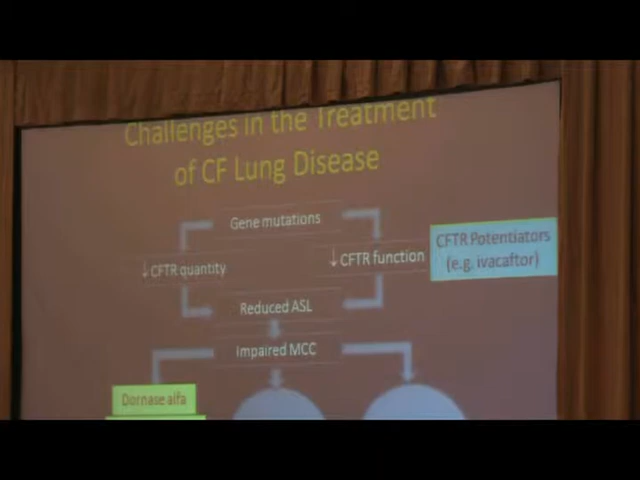 Challenges in the Treatment
of CF Lung Disease
Gene mutations
CFTR Potentiators
(e.g. ivacaftor)
↓CFTR quantity
↓CFTR function
Reduced ASL
Impaired MCC
Dornase alfa